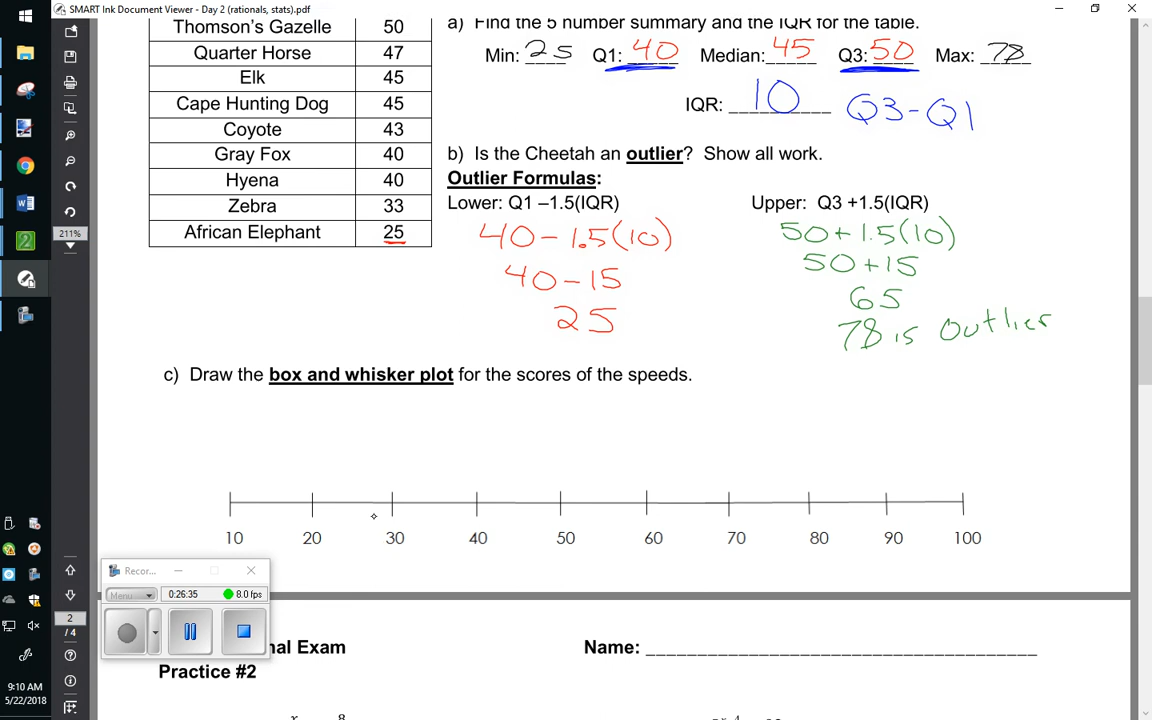 SMART Ink Document Viewer - Day 2 (rationals, stats).pdf
Thomson's Gazelle 50
Quarter Horse 47
Elk 45
Cape Hunting Dog 45
Coyote 43
Gray Fox 40
Hyena 40
Zebra 33
African Elephant 25
a) Find the 5 number summary and the IQR for the table.
Min: 25 Q1: 40 Median: 45 Q3: 50 Max: 78
IQR: 10 Q3-Q1
b) Is the Cheetah an outlier? Show all work.
Outlier Formulas:
Lower: Q1 –1.5(IQR) Upper: Q3 +1.5(IQR)
40 - 1.5(10) 50+1.5(10)
40-15 50+15
25 65
78 is Outlier
c) Draw the box and whisker plot for the scores of the speeds.
10 20 30 40 50 60 70 80 90 100
Recor...
Menu 0:26:35 8.0 fps
nal Exam Name:
Practice #2
211%
2
/ 4
9:10 AM
5/22/2018